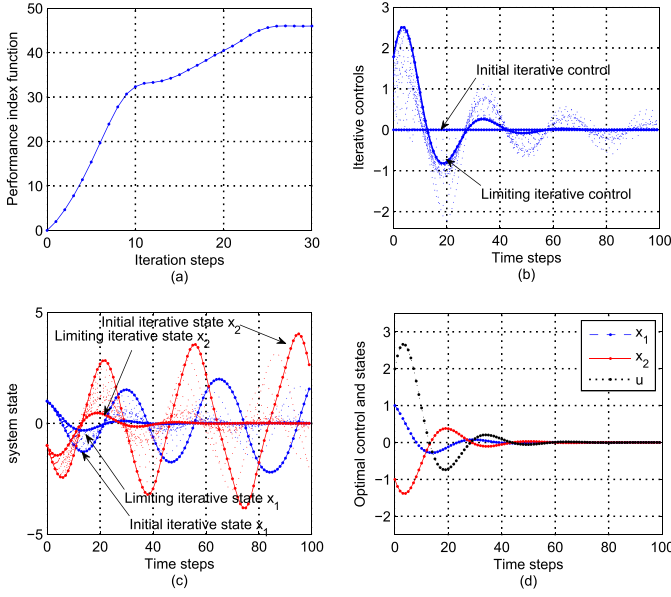 50
40
30
20
10
0
Performance index function
0 10 20 30
Iteration steps
(a)
3
2
1
0
−1
−2
Iterative controls
Initial iterative control
Limiting iterative control
0 20 40 60 80 100
Time steps
(b)
5
0
−5
system state
Initial iterative state x2
Limiting iterative state x2
Limiting iterative state x1
Initial iterative state x1
0 20 40 60 80 100
Time steps
(c)
3
2
1
0
−1
−2
Optimal control and states
x1
x2
u
0 20 40 60 80 100
Time steps
(d)